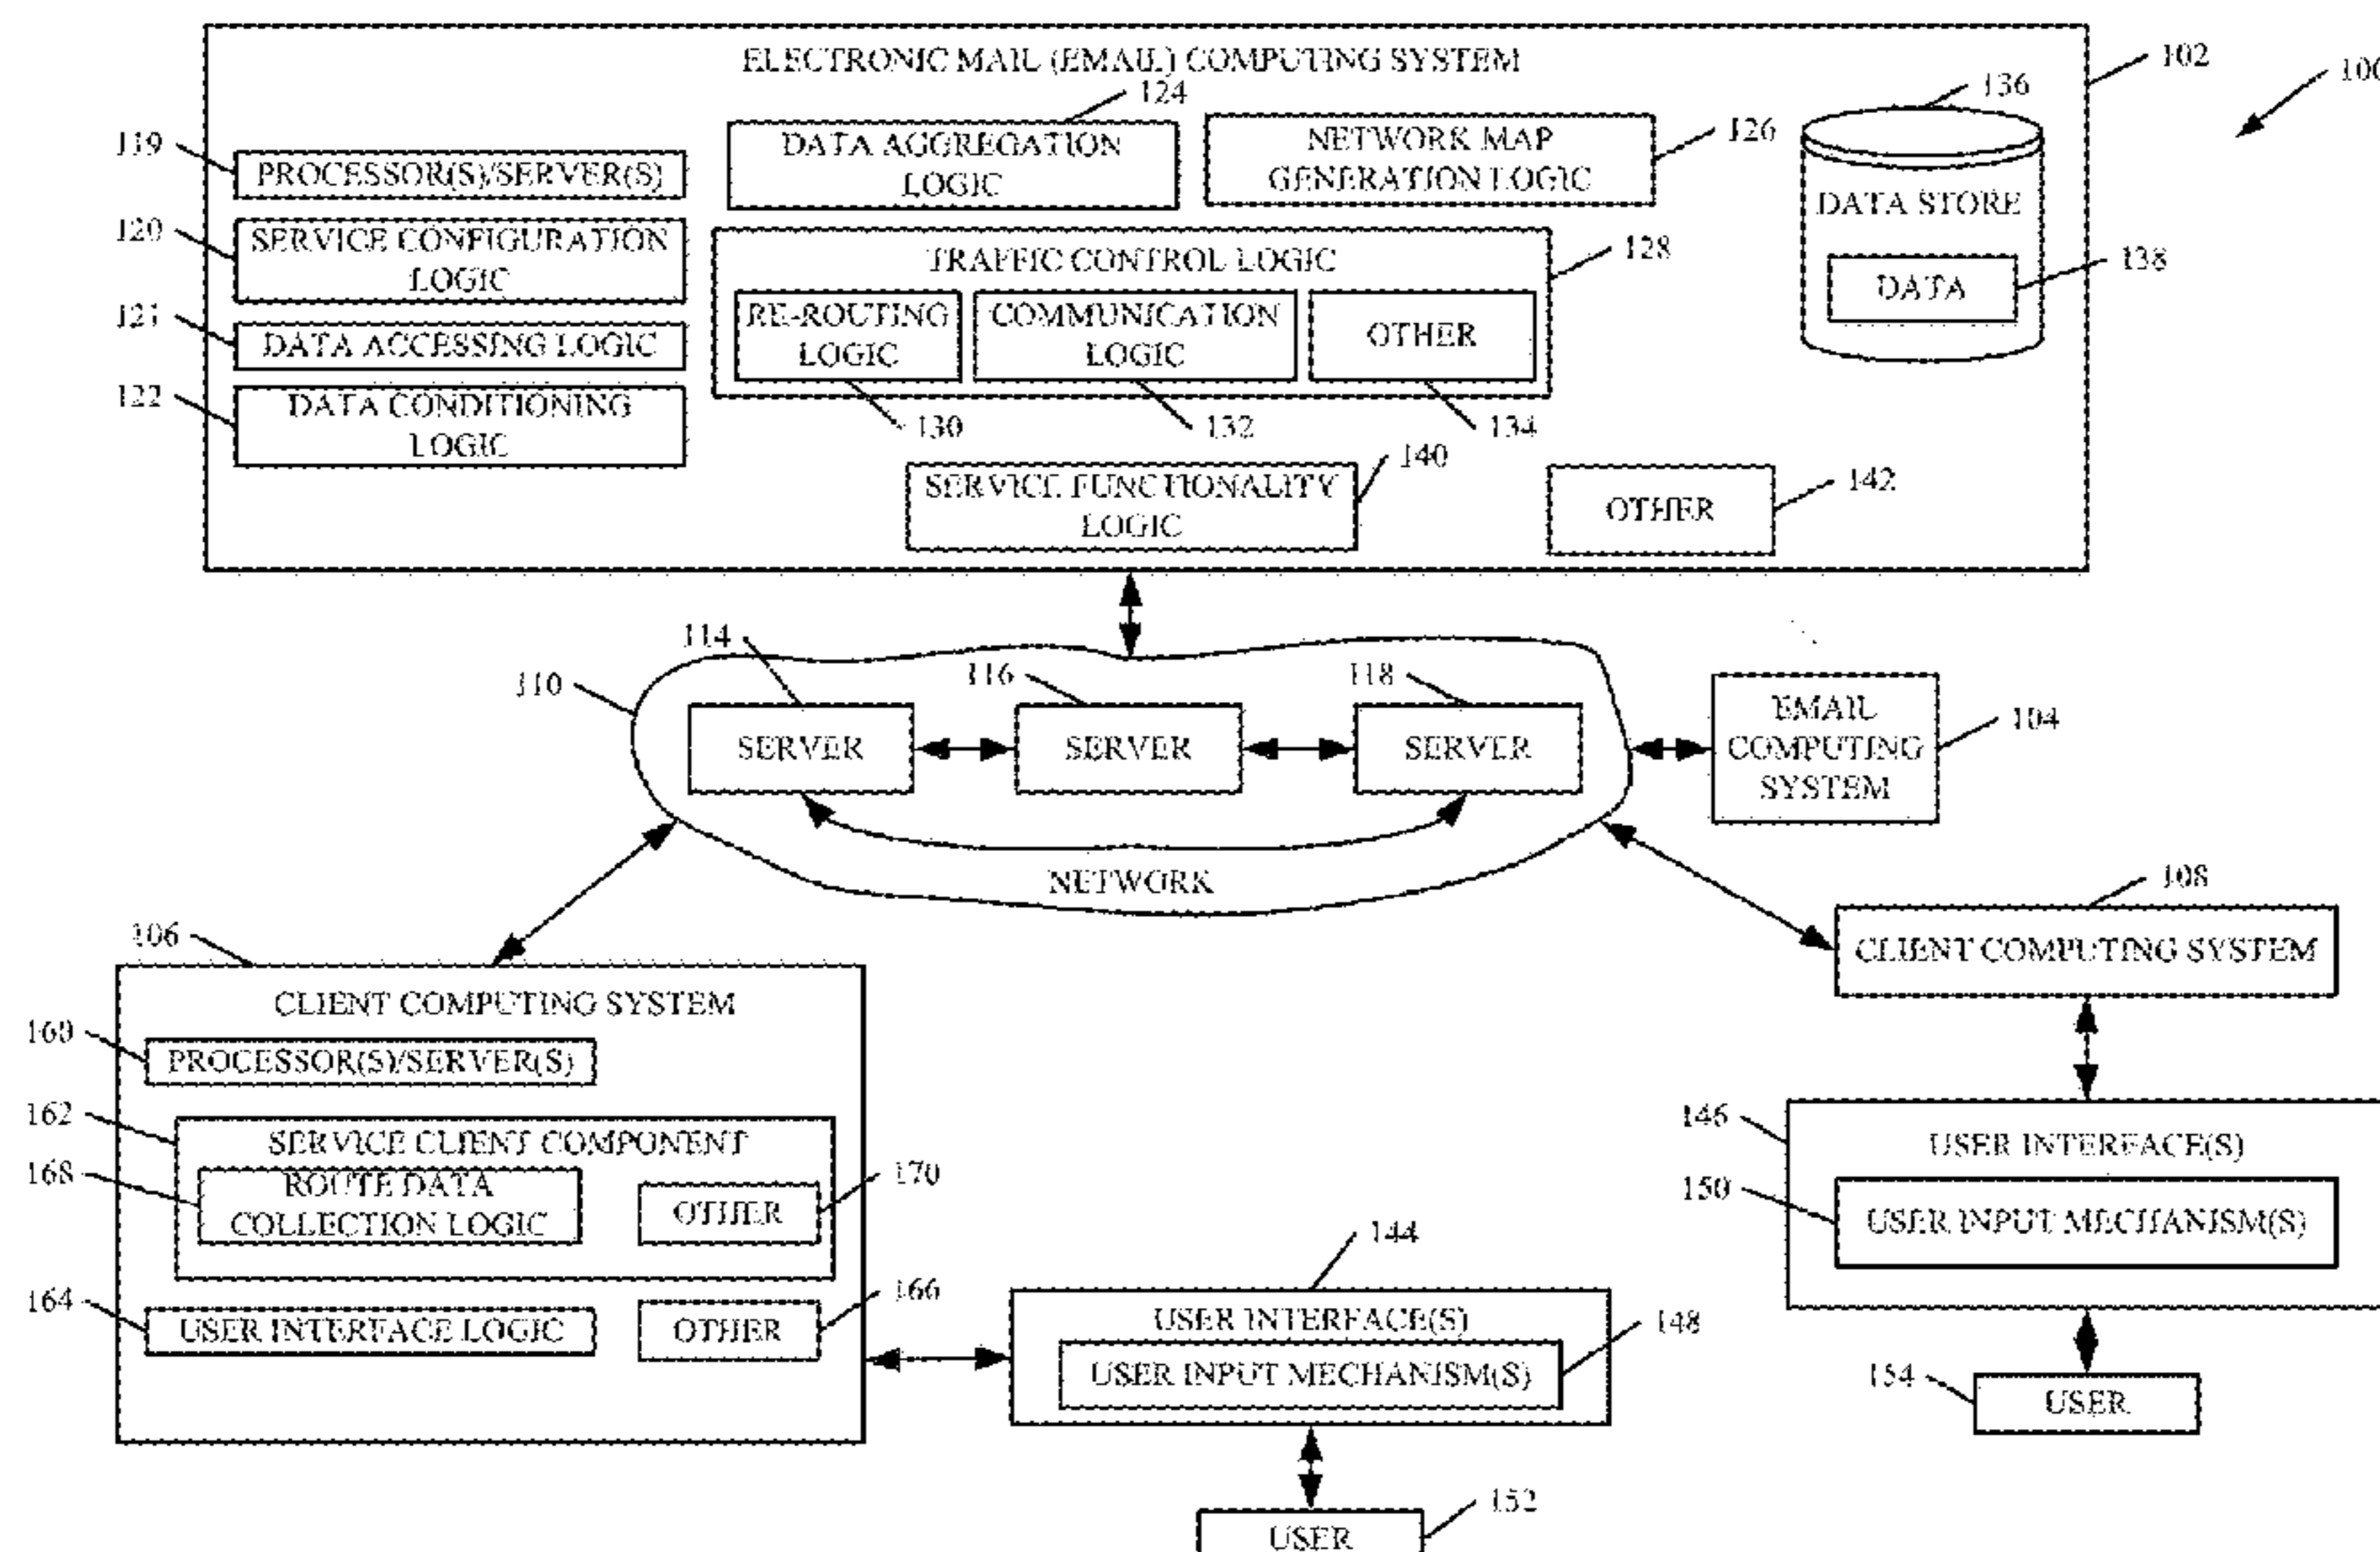 ELECTRONIC MAIL (EMAIL) COMPUTING SYSTEM
102
100
124
136
119
PROCESSOR(S)/SERVER(S)
DATA AGGREGATION
LOGIC
NETWORK MAP
GENERATION LOGIC
126
DATA STORE
DATA
138
120
SERVICE CONFIGURATION
LOGIC
TRAFFIC CONTROL LOGIC
128
RE-ROUTING
LOGIC
COMMUNICATION
LOGIC
OTHER
121
DATA ACCESSING LOGIC
122
DATA CONDITIONING
LOGIC
130
132
134
140
SERVICE FUNCTIONALITY
LOGIC
OTHER
142
114
116
118
110
SERVER
SERVER
SERVER
EMAIL
COMPUTING
SYSTEM
104
NETWORK
108
CLIENT COMPUTING SYSTEM
106
CLIENT COMPUTING SYSTEM
160
PROCESSOR(S)/SERVER(S)
162
SERVICE CLIENT COMPONENT
168
ROUTE DATA
COLLECTION LOGIC
OTHER
170
164
USER INTERFACE LOGIC
OTHER
166
144
USER INTERFACE(S)
148
USER INPUT MECHANISM(S)
146
USER INTERFACE(S)
150
USER INPUT MECHANISM(S)
154
USER
152
USER